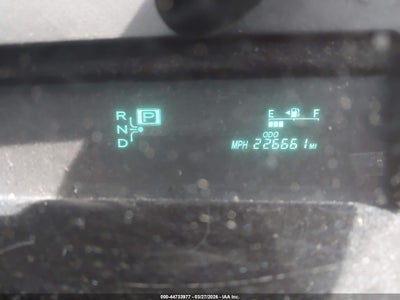 R
P
N
D
E F
ODO
MPH 226661 MI
000-44733977 - 03/27/2026 - IAA Inc.